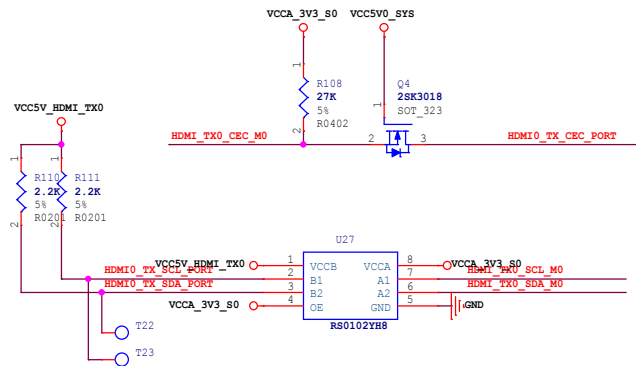 VCCA_3V3_S0
VCC5V0_SYS
1
R108
27K
5%
R0402
2
Q4
2SK3018
SOT_323
1
2
3
HDMI_TX0_CEC_M0
HDMI0_TX_CEC_PORT
VCC5V_HDMI_TX0
1
1
R110
2.2K
5%
R0201
2
R111
2.2K
5%
R0201
2
U27
VCC5V_HDMI_TX0
1
VCCB
VCCA
8
VCCA_3V3_S0
HDMI0_TX_SCL_PORT
2
B1
A1
7
HDMI_TX0_SCL_M0
HDMI0_TX_SDA_PORT
3
B2
A2
6
HDMI_TX0_SDA_M0
VCCA_3V3_S0
4
OE
GND
5
GND
RS0102YH8
T22
T23